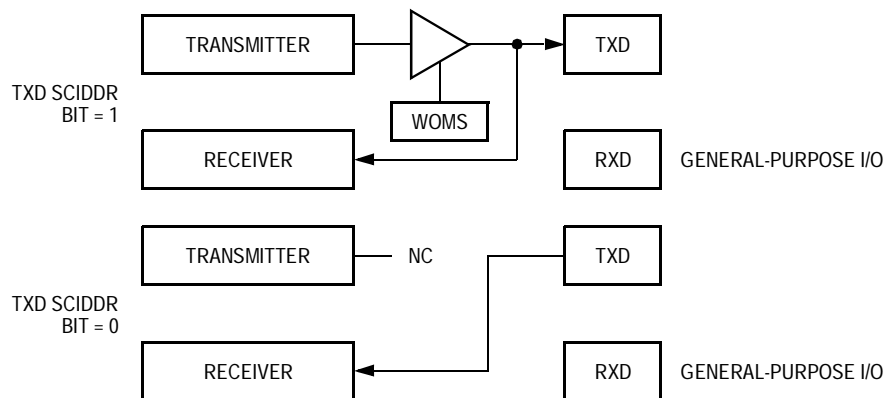 TRANSMITTER
TXD
TXD SCIDDR
BIT = 1
WOMS
RECEIVER
RXD
GENERAL-PURPOSE I/O
TRANSMITTER
NC
TXD
TXD SCIDDR
BIT = 0
RECEIVER
RXD
GENERAL-PURPOSE I/O